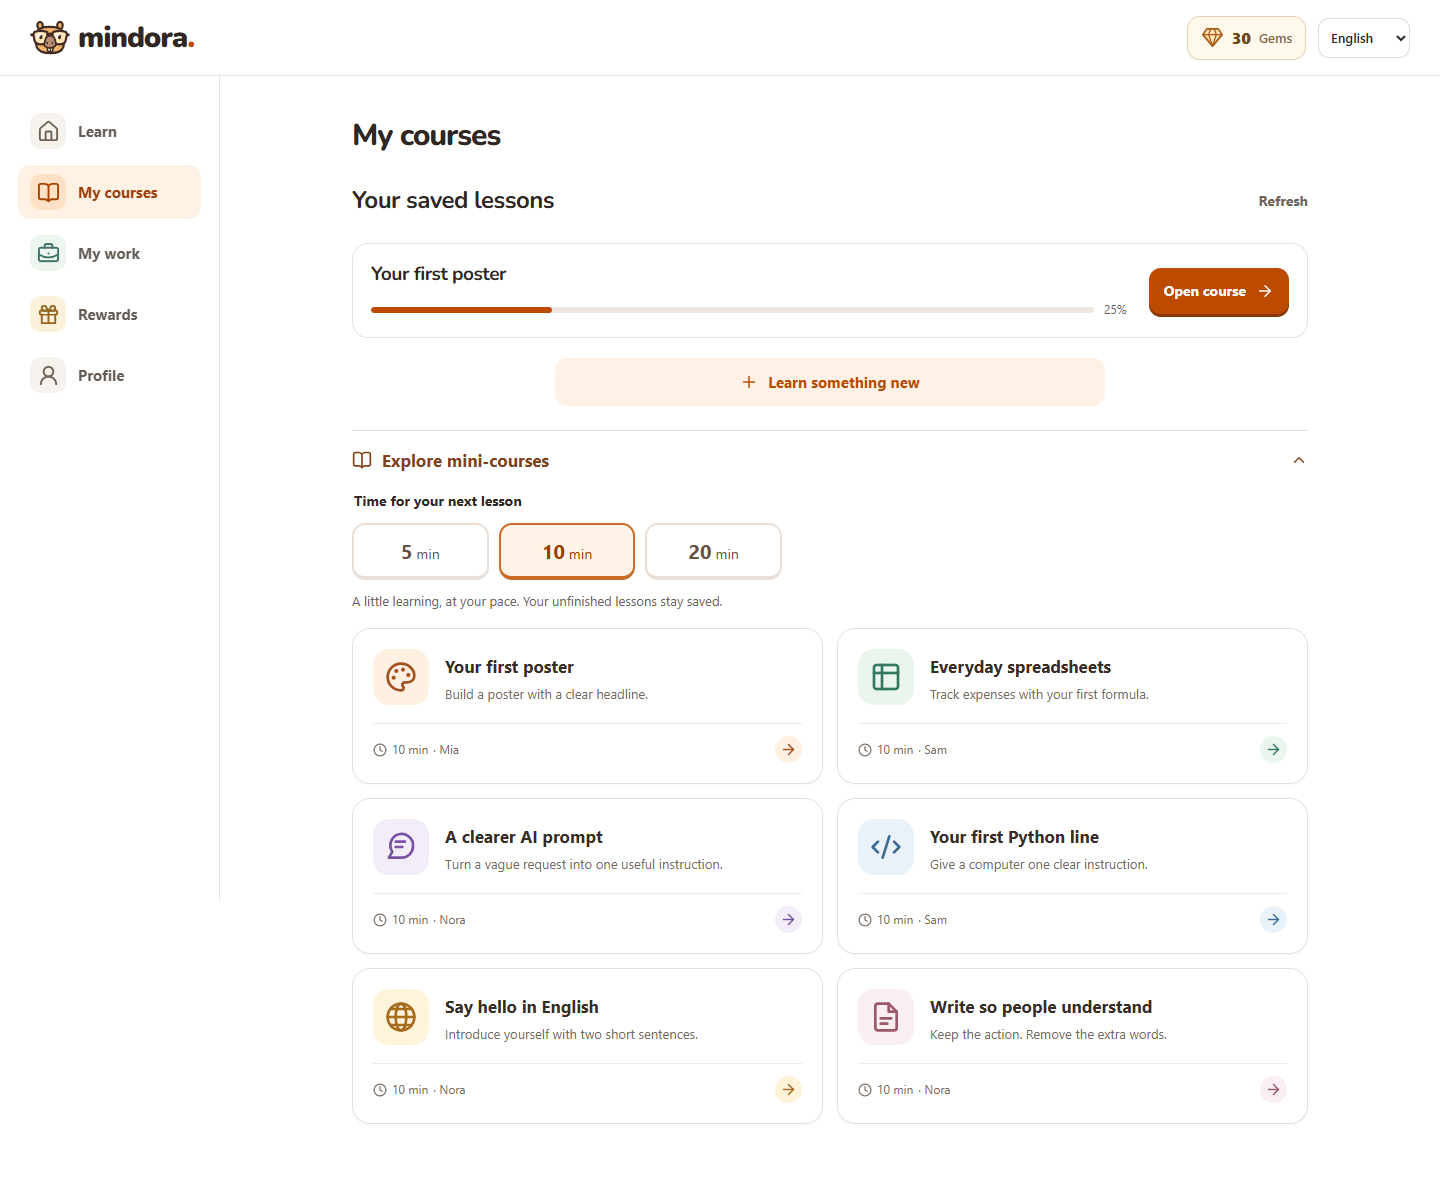 mindora.
30 Gems
English
Learn
My courses
My work
Rewards
Profile
My courses
Your saved lessons
Refresh
Your first poster
25%
Open course
Learn something new
Explore mini-courses
Time for your next lesson
5 min
10 min
20 min
A little learning, at your pace. Your unfinished lessons stay saved.
Your first poster
Build a poster with a clear headline.
10 min · Mia
Everyday spreadsheets
Track expenses with your first formula.
10 min · Sam
A clearer AI prompt
Turn a vague request into one useful instruction.
10 min · Nora
Your first Python line
Give a computer one clear instruction.
10 min · Sam
Say hello in English
Introduce yourself with two short sentences.
10 min · Nora
Write so people understand
Keep the action. Remove the extra words.
10 min · Nora